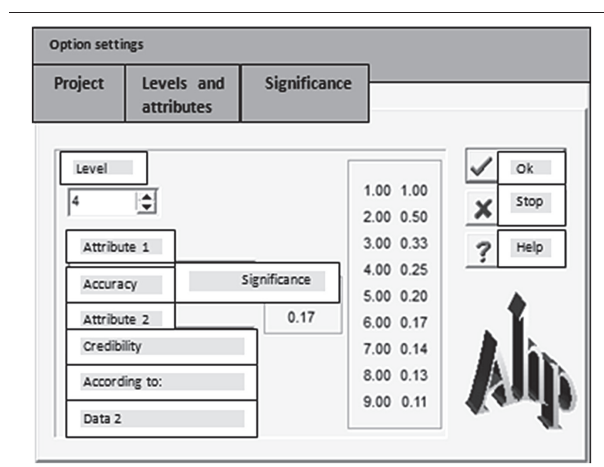 Option settings
Project
Levels and
attributes
Significance
Level
4
Attribute 1
Accuracy
Significance
Attribute 2
0.17
Credibility
According to:
Data 2
1.00 1.00
2.00 0.50
3.00 0.33
4.00 0.25
5.00 0.20
6.00 0.17
7.00 0.14
8.00 0.13
9.00 0.11
Ok
Stop
? Help
Ahp